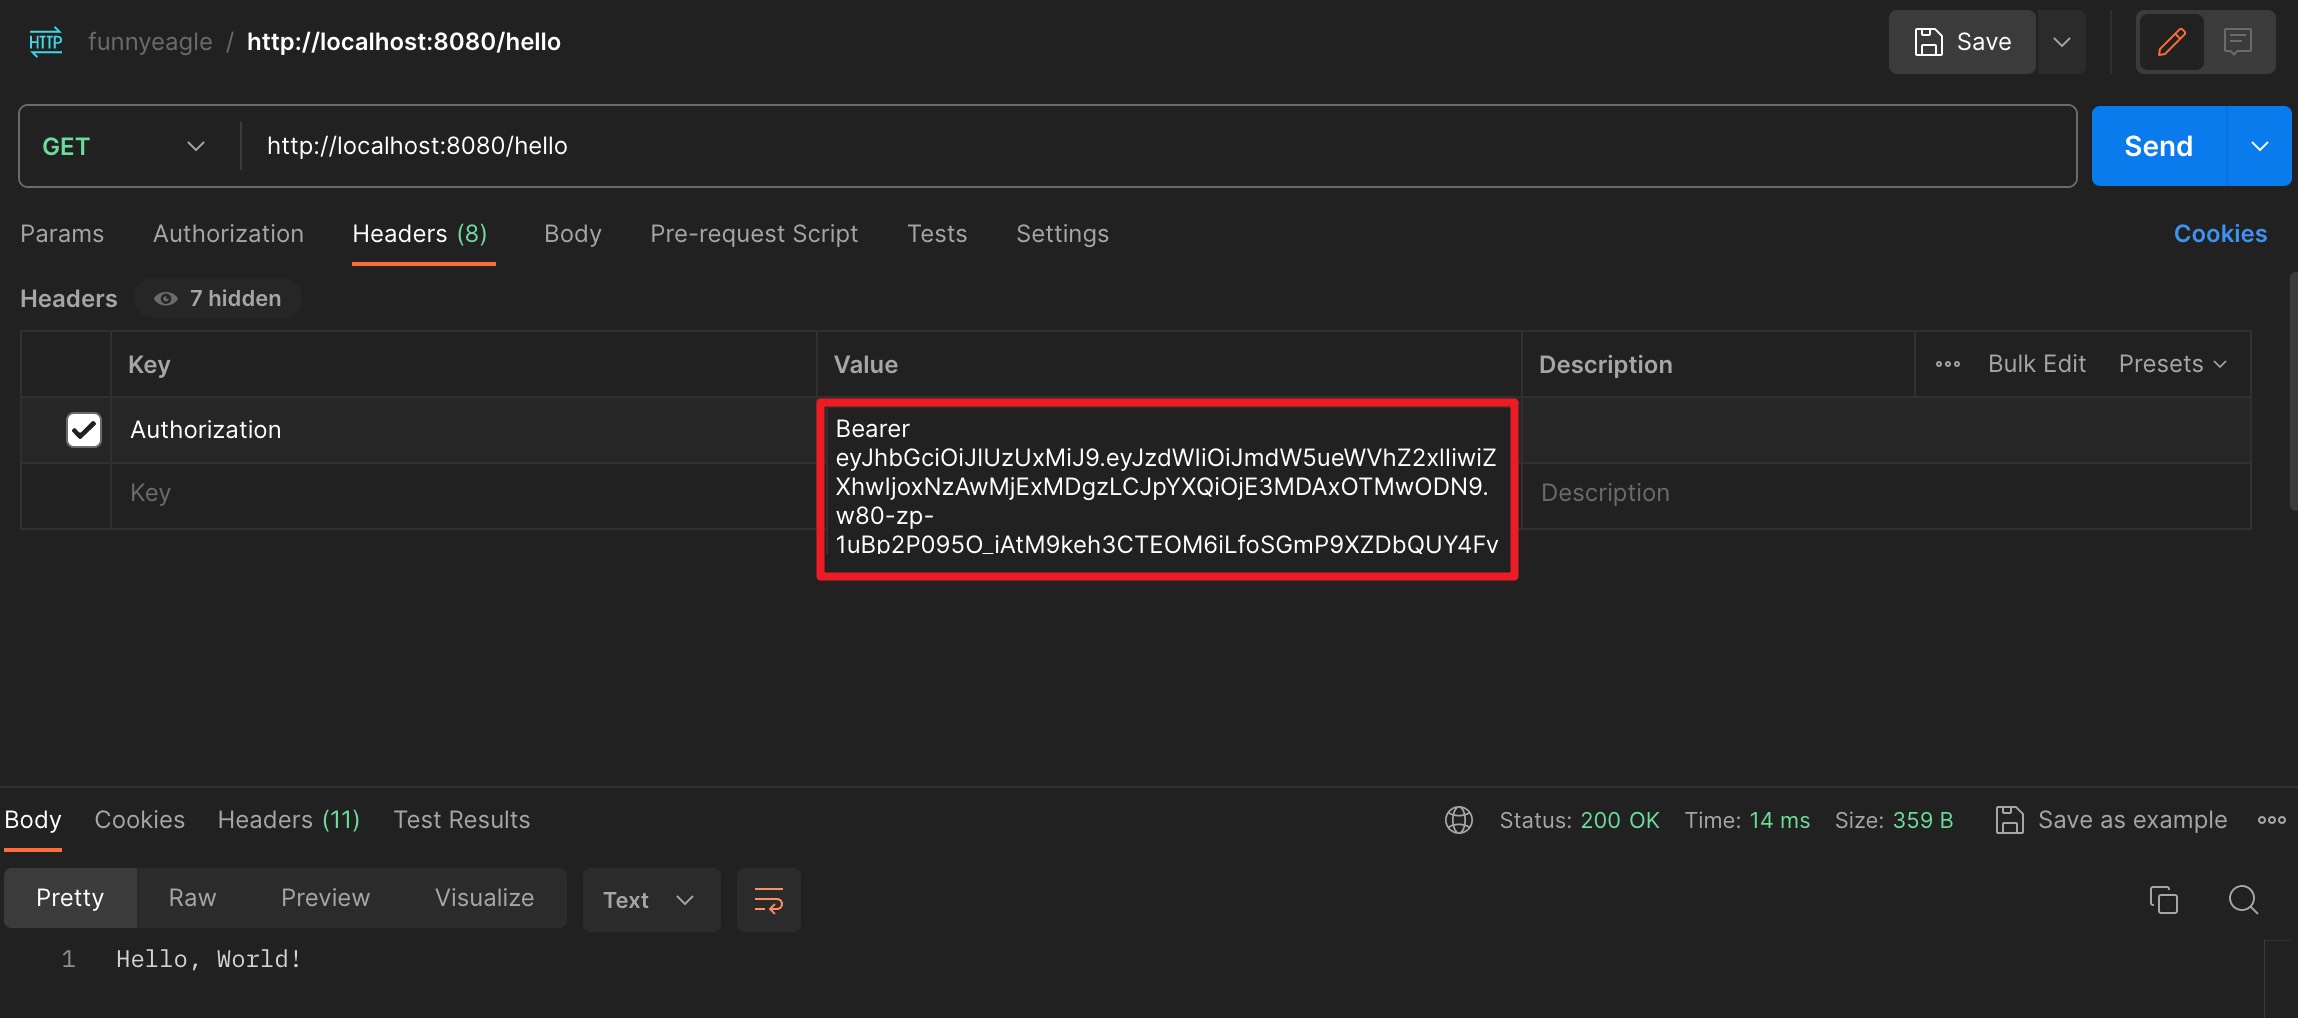 HTTP funnyeagle / http://localhost:8080/hello Save
GET http://localhost:8080/hello Send
Params Authorization Headers (8) Body Pre-request Script Tests Settings Cookies
Headers 7 hidden
Key Value Description Bulk Edit Presets
Authorization Bearer
eyJhbGciOiJIUzUxMiJ9.eyJzdWIiOiJmdW5ueWVhZ2xlIiwiZ
XhwIjoxNzAwMjExMDgzLCJpYXQiOjE3MDAxOTMwODN9.
w80-zp-
1uBp2P095O_iAtM9keh3CTEOM6iLfoSGmP9XZDbQUY4Fv
Key Description
Body Cookies Headers (11) Test Results Status: 200 OK Time: 14 ms Size: 359 B Save as example
Pretty Raw Preview Visualize Text
1 Hello, World!